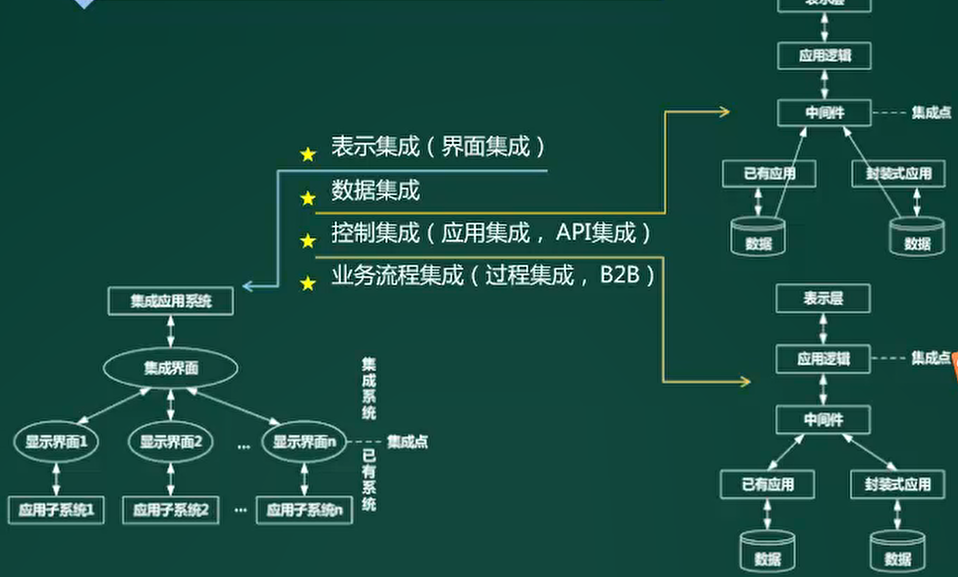 表示层
应用逻辑
中间件
集成点
已有应用
封装式应用
数据
数据
表示集成（界面集成）
数据集成
控制集成（应用集成，API集成）
业务流程集成（过程集成，B2B）
集成应用系统
集成界面
集成系统
显示界面1
显示界面2
...
显示界面n
集成点
已有系统
应用子系统1
应用子系统2
...
应用子系统n
表示层
应用逻辑
集成点
中间件
已有应用
封装式应用
数据
数据